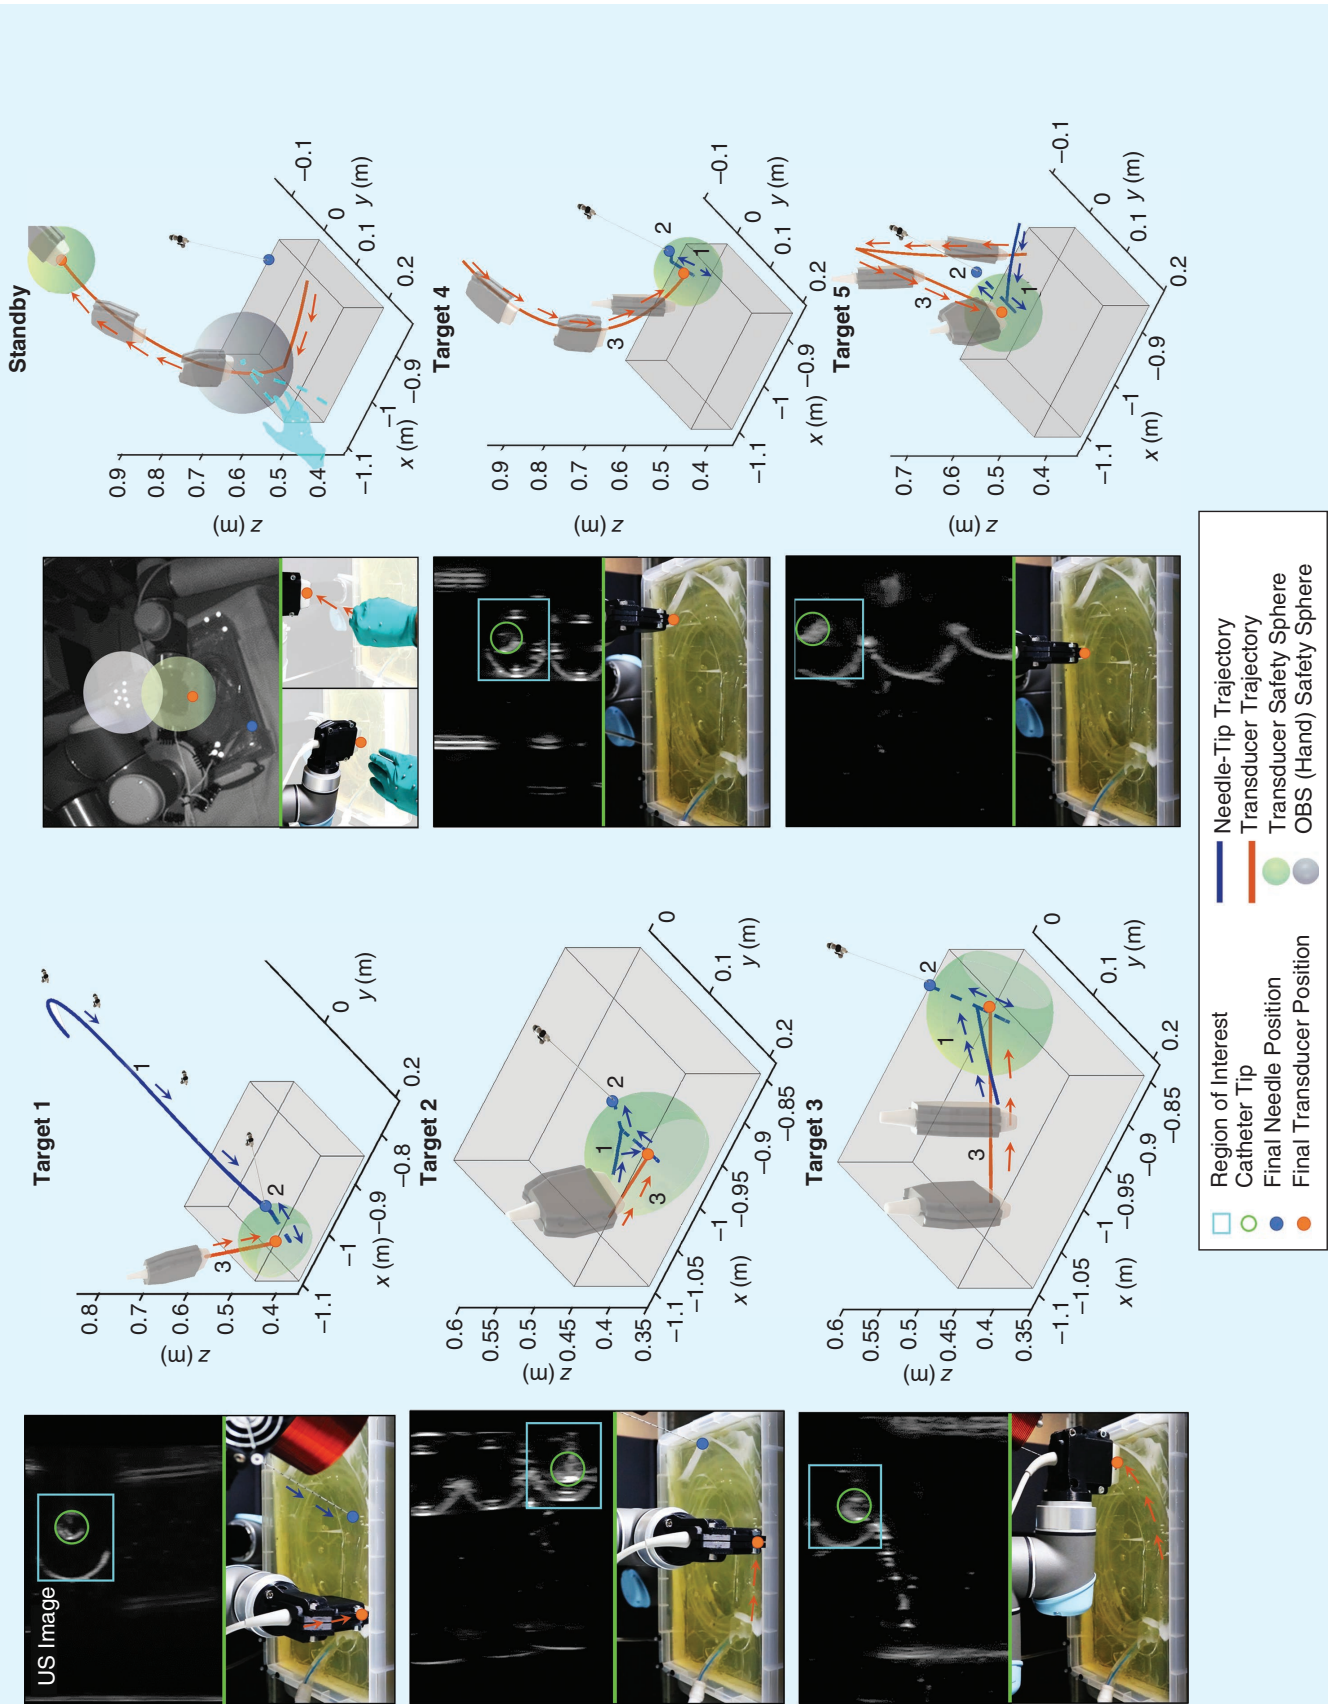 US Image
Target 1
z (m)
0.8
0.7
0.6
0.5
0.4
−1.1
−1
−0.9
−0.8
x (m)
0.2
0
y (m)
1
2
3
Standby
z (m)
0.9
0.8
0.7
0.6
0.5
0.4
−1.1
−1
−0.9
x (m)
0.2
0.1
0
−0.1
y (m)
Target 2
z (m)
0.6
0.55
0.5
0.45
0.4
0.35
−1.1
−1.05
−1
−0.95
−0.9
−0.85
x (m)
0.2
0.1
0
y (m)
1
2
3
Target 4
z (m)
0.9
0.8
0.7
0.6
0.5
0.4
−1.1
−1
−0.9
x (m)
0.2
0.1
0
−0.1
y (m)
1
2
3
Target 3
z (m)
0.6
0.55
0.5
0.45
0.4
0.35
−1.1
−1.05
−1
−0.95
−0.9
−0.85
x (m)
0.2
0.1
0
y (m)
1
2
3
Target 5
z (m)
0.7
0.6
0.5
0.4
−1.1
−1
−0.9
x (m)
0.2
0.1
0
−0.1
y (m)
1
2
3
Region of Interest
Catheter Tip
Final Needle Position
Final Transducer Position
Needle-Tip Trajectory
Transducer Trajectory
Transducer Safety Sphere
OBS (Hand) Safety Sphere